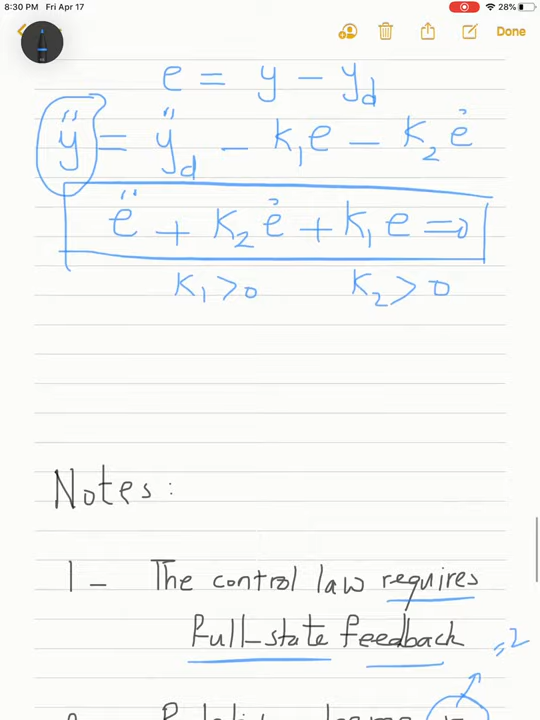 8:30 PM Fri Apr 17
28%
Done
e = y - y_d
ÿ = ÿ_d - K₁e - K₂ė
ë + K₂ė + K₁e = 0
K₁ > 0 K₂ > 0
Notes:
1 - The control law requires
Full-state feedback
= 2